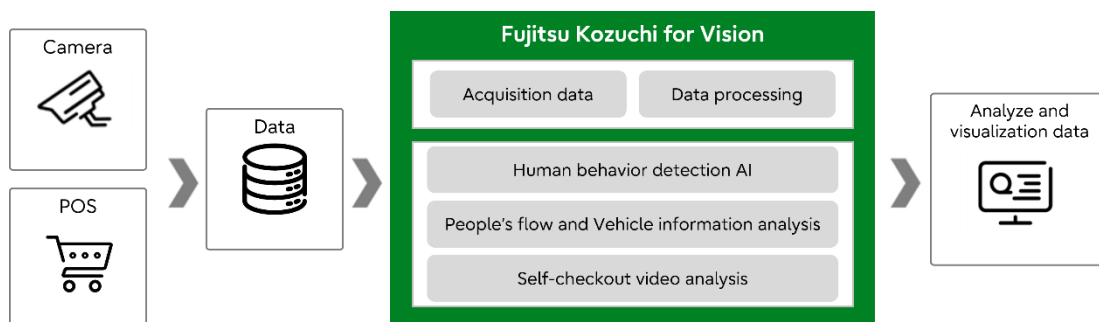 Camera
POS
Data
Fujitsu Kozuchi for Vision
Acquisition data
Data processing
Human behavior detection AI
People's flow and Vehicle information analysis
Self-checkout video analysis
Analyze and
visualization data